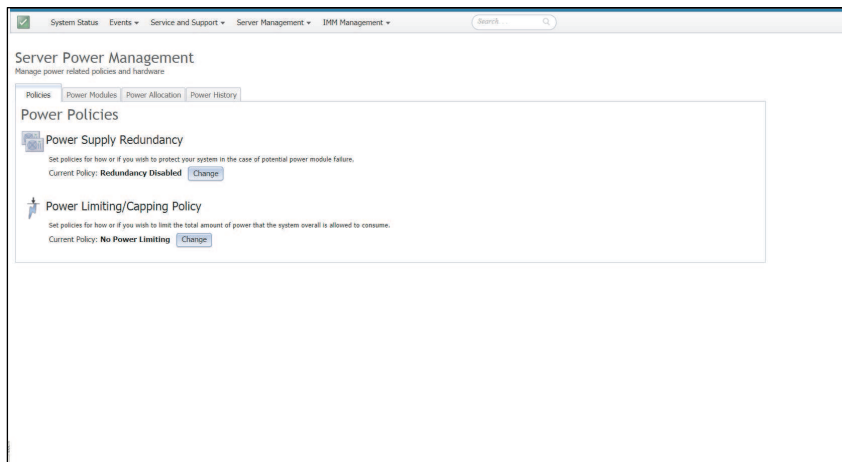 System Status Events Service and Support Server Management IMM Management Search ...
Server Power Management
Manage power related policies and hardware
Policies Power Modules Power Allocation Power History
Power Policies
Power Supply Redundancy
Set policies for how or if you wish to protect your system in the case of potential power module failure.
Current Policy: Redundancy Disabled Change
Power Limiting/Capping Policy
Set policies for how or if you wish to limit the total amount of power that the system overall is allowed to consume.
Current Policy: No Power Limiting Change